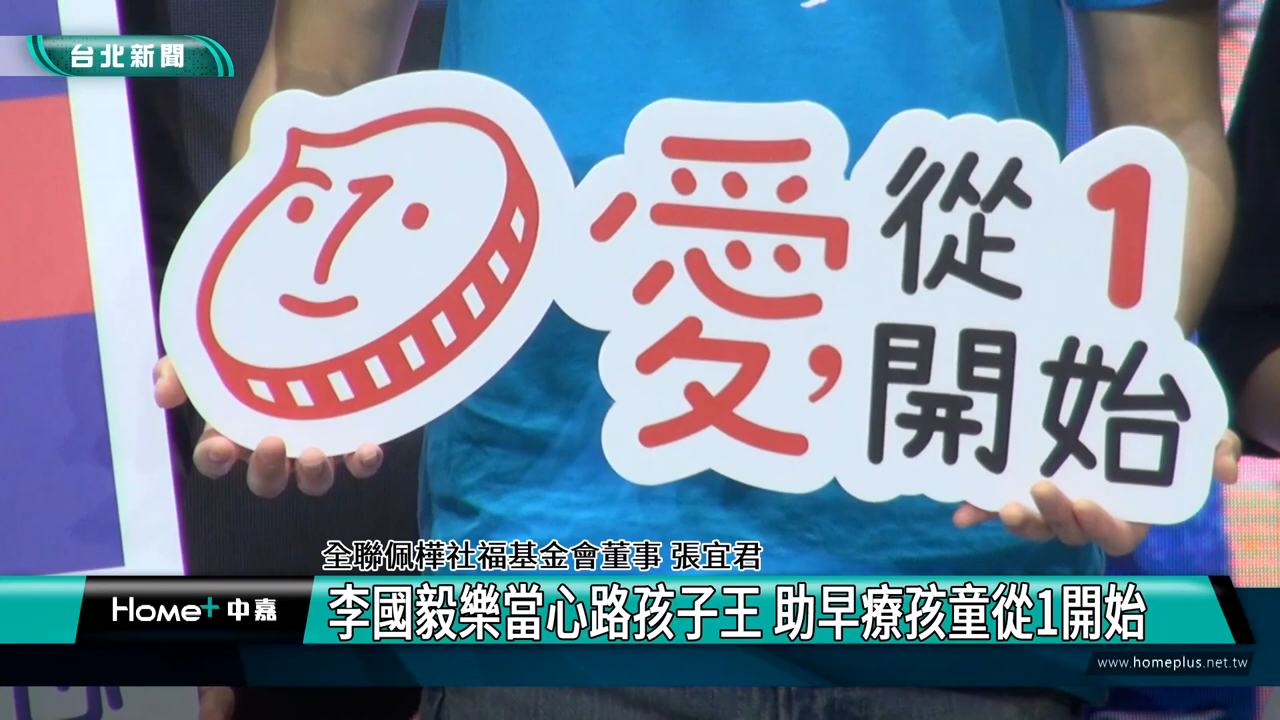 台北新聞
愛,從1
開始
全聯佩樺社福基金會董事 張宜君
Home+中嘉
李國毅樂當心路孩子王 助早療孩童從1開始
www.homeplus.net.tw